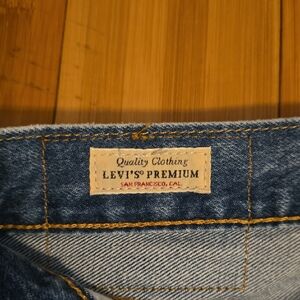 Quality Clothing
LEVI'S® PREMIUM
SAN FRANCISCO, CAL.